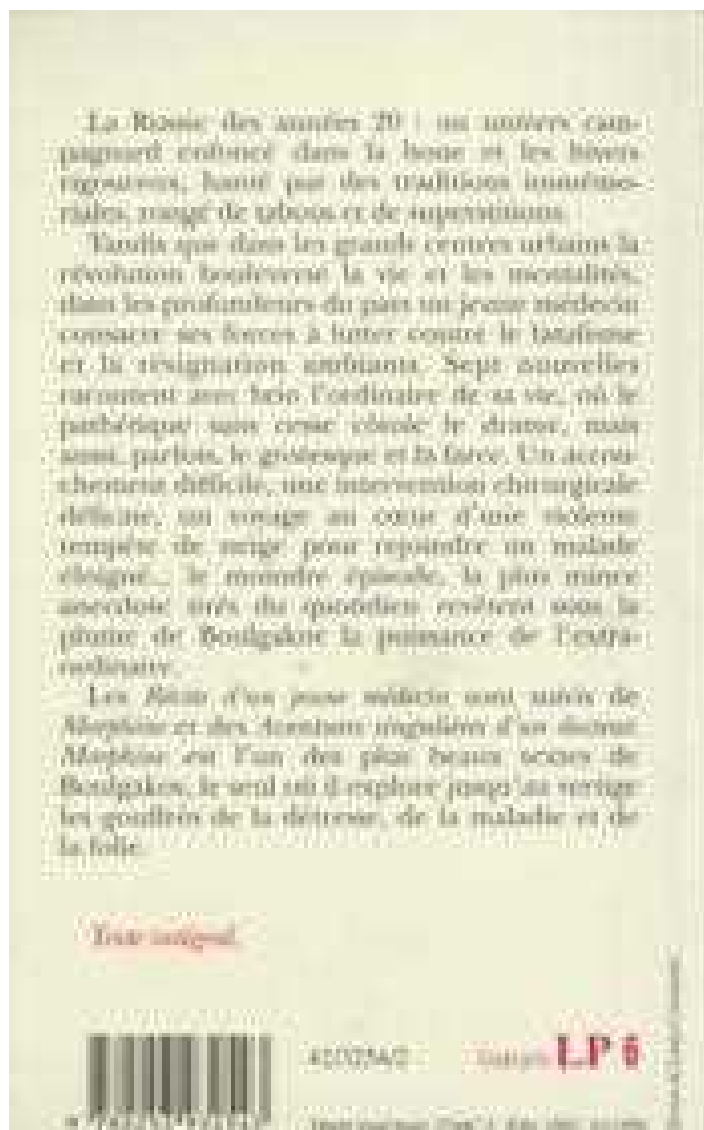 La Russie des années 20 : un univers cam-
pagnard enfoncé dans la boue et les hivers
rigoureux, hanté par des traditions immémo-
riales, rongé de tabous et de superstitions.
Tandis que dans les grands centres urbains la
révolution bouleverse la vie et les mentalités,
dans les profondeurs du pays un jeune médecin
consacre ses forces à lutter contre le fatalisme
et la résignation ambiants. Sept nouvelles
racontent avec brio l'ordinaire de sa vie, où le
pathétique sans cesse côtoie le drame, mais
aussi, parfois, le grotesque et la farce. Un accou-
chement difficile, une intervention chirurgicale
délicate, un voyage au cœur d'une violente
tempête de neige pour rejoindre un malade
éloigné... le moindre épisode, la plus mince
anecdote tirés du quotidien revêtent sous la
plume de Boulgakov la puissance de l'extra-
ordinaire.
Les Récits d'un jeune médecin sont suivis de
Morphine et des Aventures singulières d'un docteur.
Morphine est l'un des plus beaux textes de
Boulgakov, le seul où il explore jusqu'au vertige
les gouffres de la détresse, de la maladie et de
la folie.
Texte intégral.
LP 6